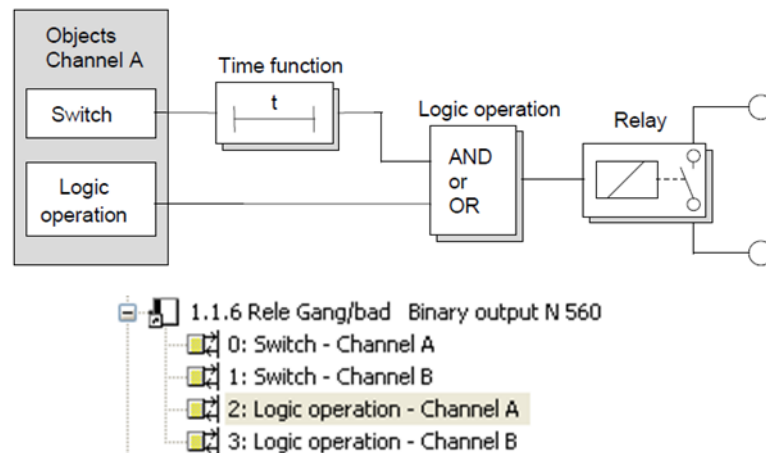 Objects
Channel A
Switch
Logic
operation
Time function
t
Logic operation
AND
or
OR
Relay
1.1.6 Rele Gang/bad   Binary output N 560
0: Switch - Channel A
1: Switch - Channel B
2: Logic operation - Channel A
3: Logic operation - Channel B